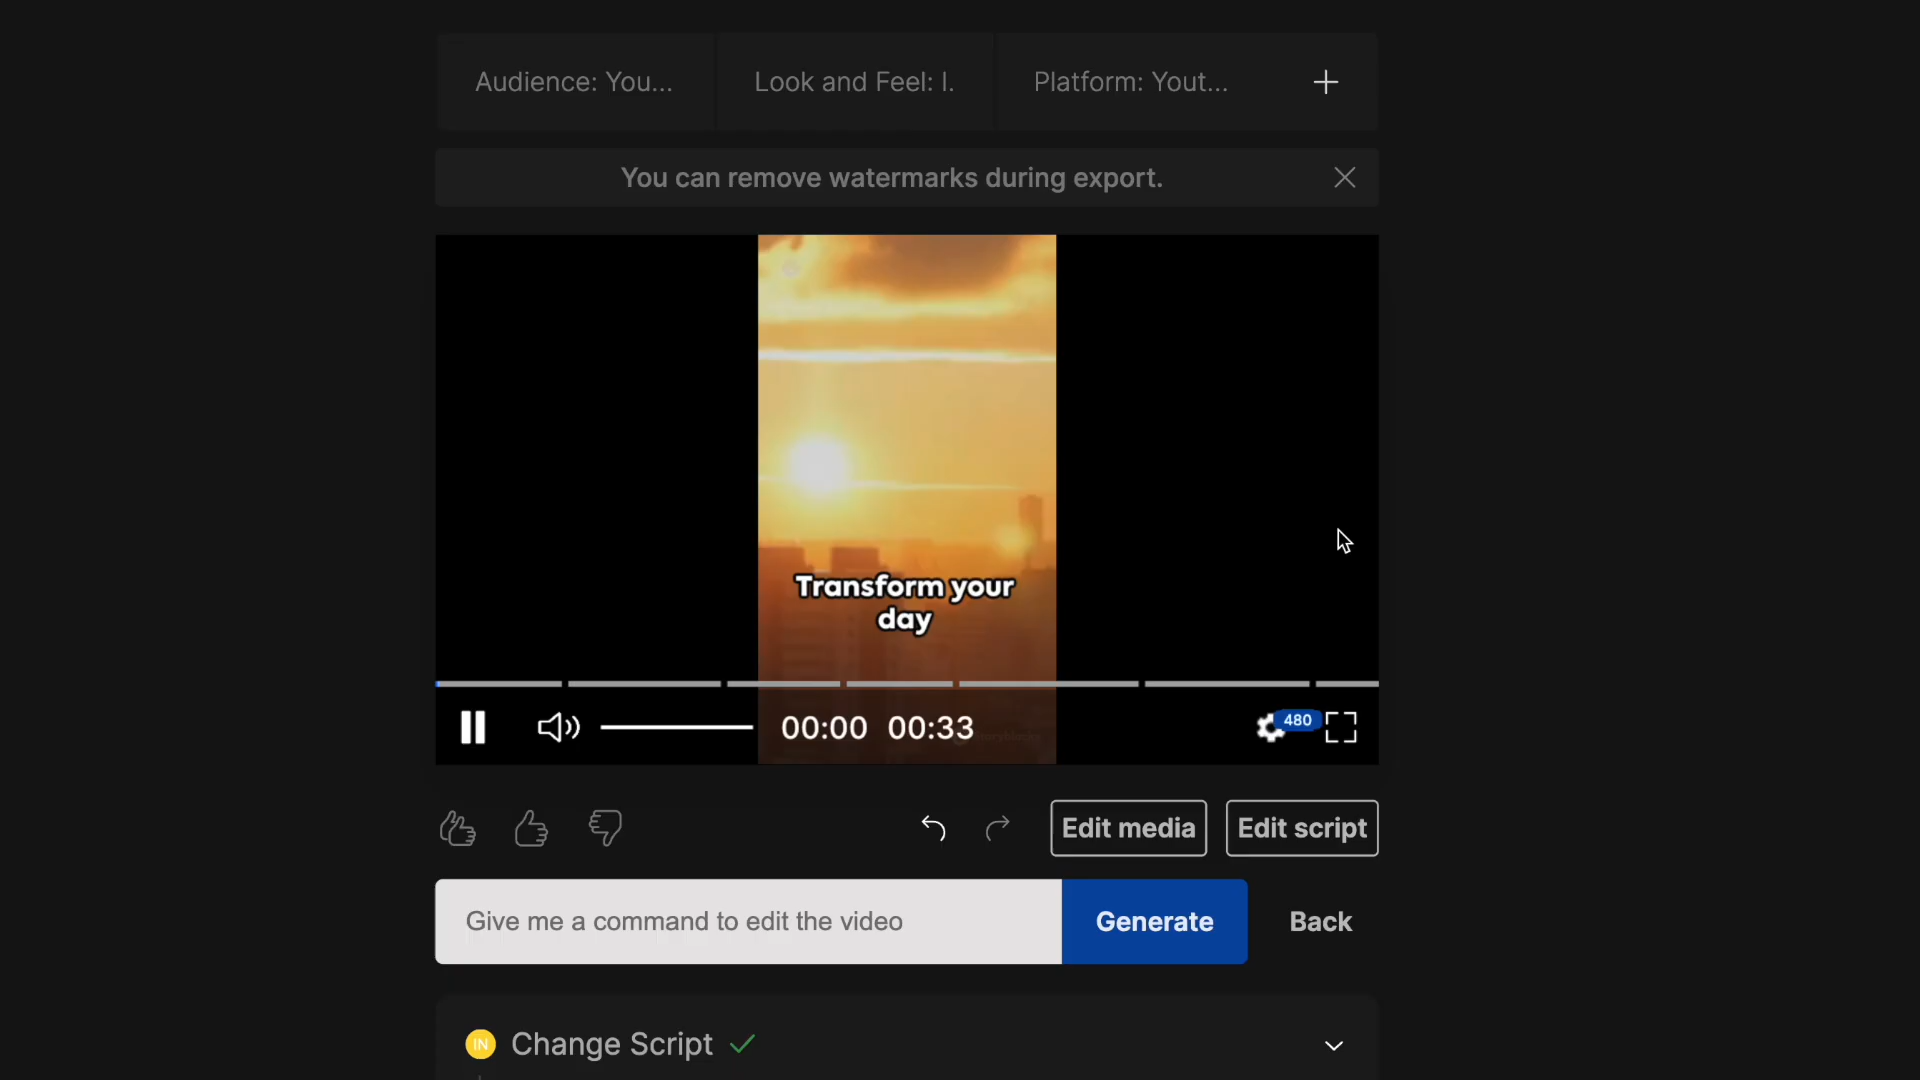 Audience: You...
Look and Feel: I.
Platform: Yout...
You can remove watermarks during export.
Transform your
day
00:00 00:33
480
Edit media
Edit script
Give me a command to edit the video
Generate
Back
IN Change Script